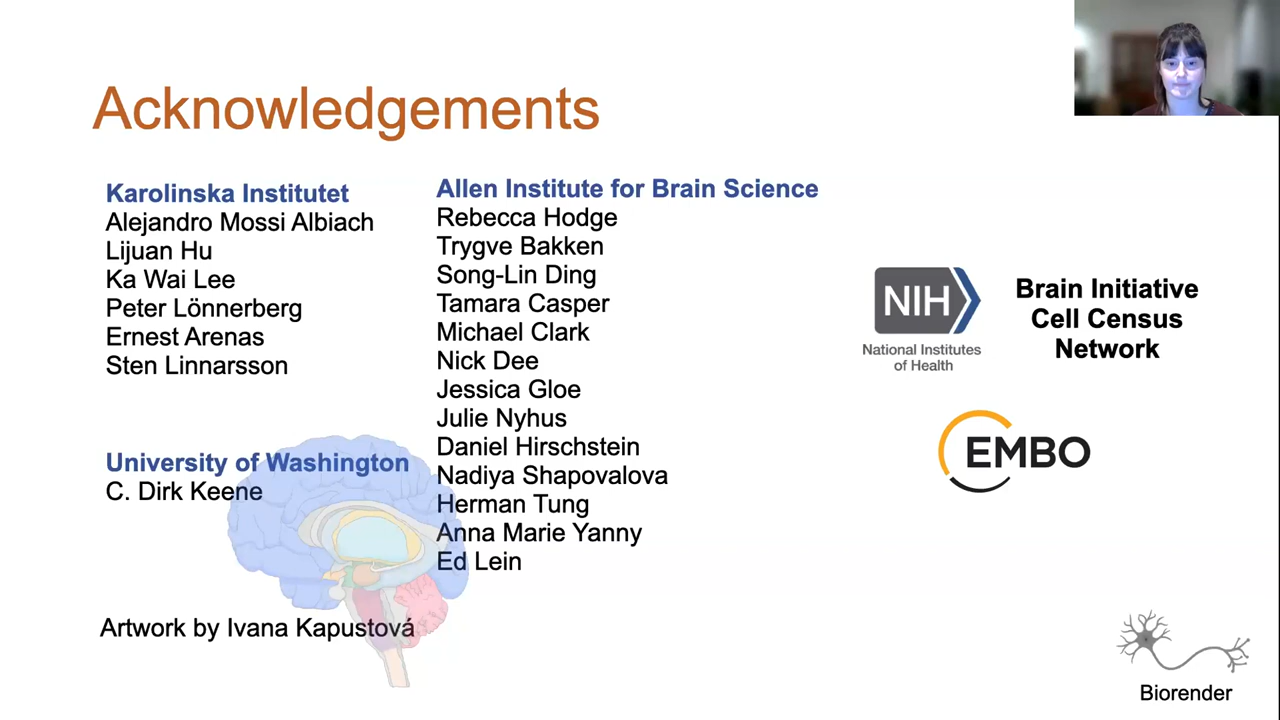 Acknowledgements
Karolinska Institutet
Alejandro Mossi Albiach
Lijuan Hu
Ka Wai Lee
Peter Lönnerberg
Ernest Arenas
Sten Linnarsson
University of Washington
C. Dirk Keene
Artwork by Ivana Kapustová
Allen Institute for Brain Science
Rebecca Hodge
Trygve Bakken
Song-Lin Ding
Tamara Casper
Michael Clark
Nick Dee
Jessica Gloe
Julie Nyhus
Daniel Hirschstein
Nadiya Shapovalova
Herman Tung
Anna Marie Yanny
Ed Lein
NIH
National Institutes
of Health
Brain Initiative
Cell Census
Network
EMBO
Biorender